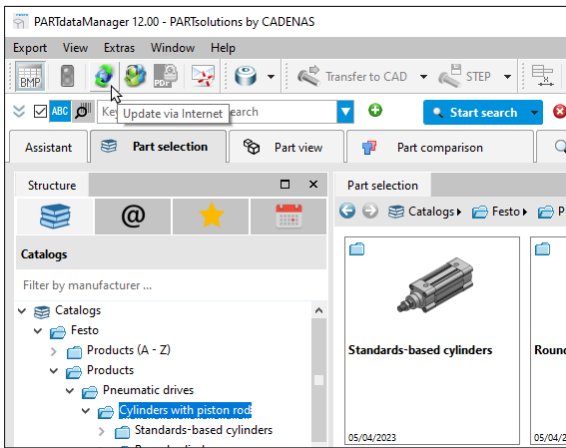 PARTdataManager 12.00 - PARTsolutions by CADENAS
Export View Extras Window Help
BMP PDF Transfer to CAD STEP
ABC Update via Internet earch Start search
Assistant Part selection Part view Part comparison
Structure
Part selection
@
Catalogs Festo P
Catalogs
Filter by manufacturer ...
Catalogs
Festo
Products (A - Z)
Products
Pneumatic drives
Cylinders with piston rod
Standards-based cylinders
Standards-based cylinders
Round
05/04/2023
05/04/2